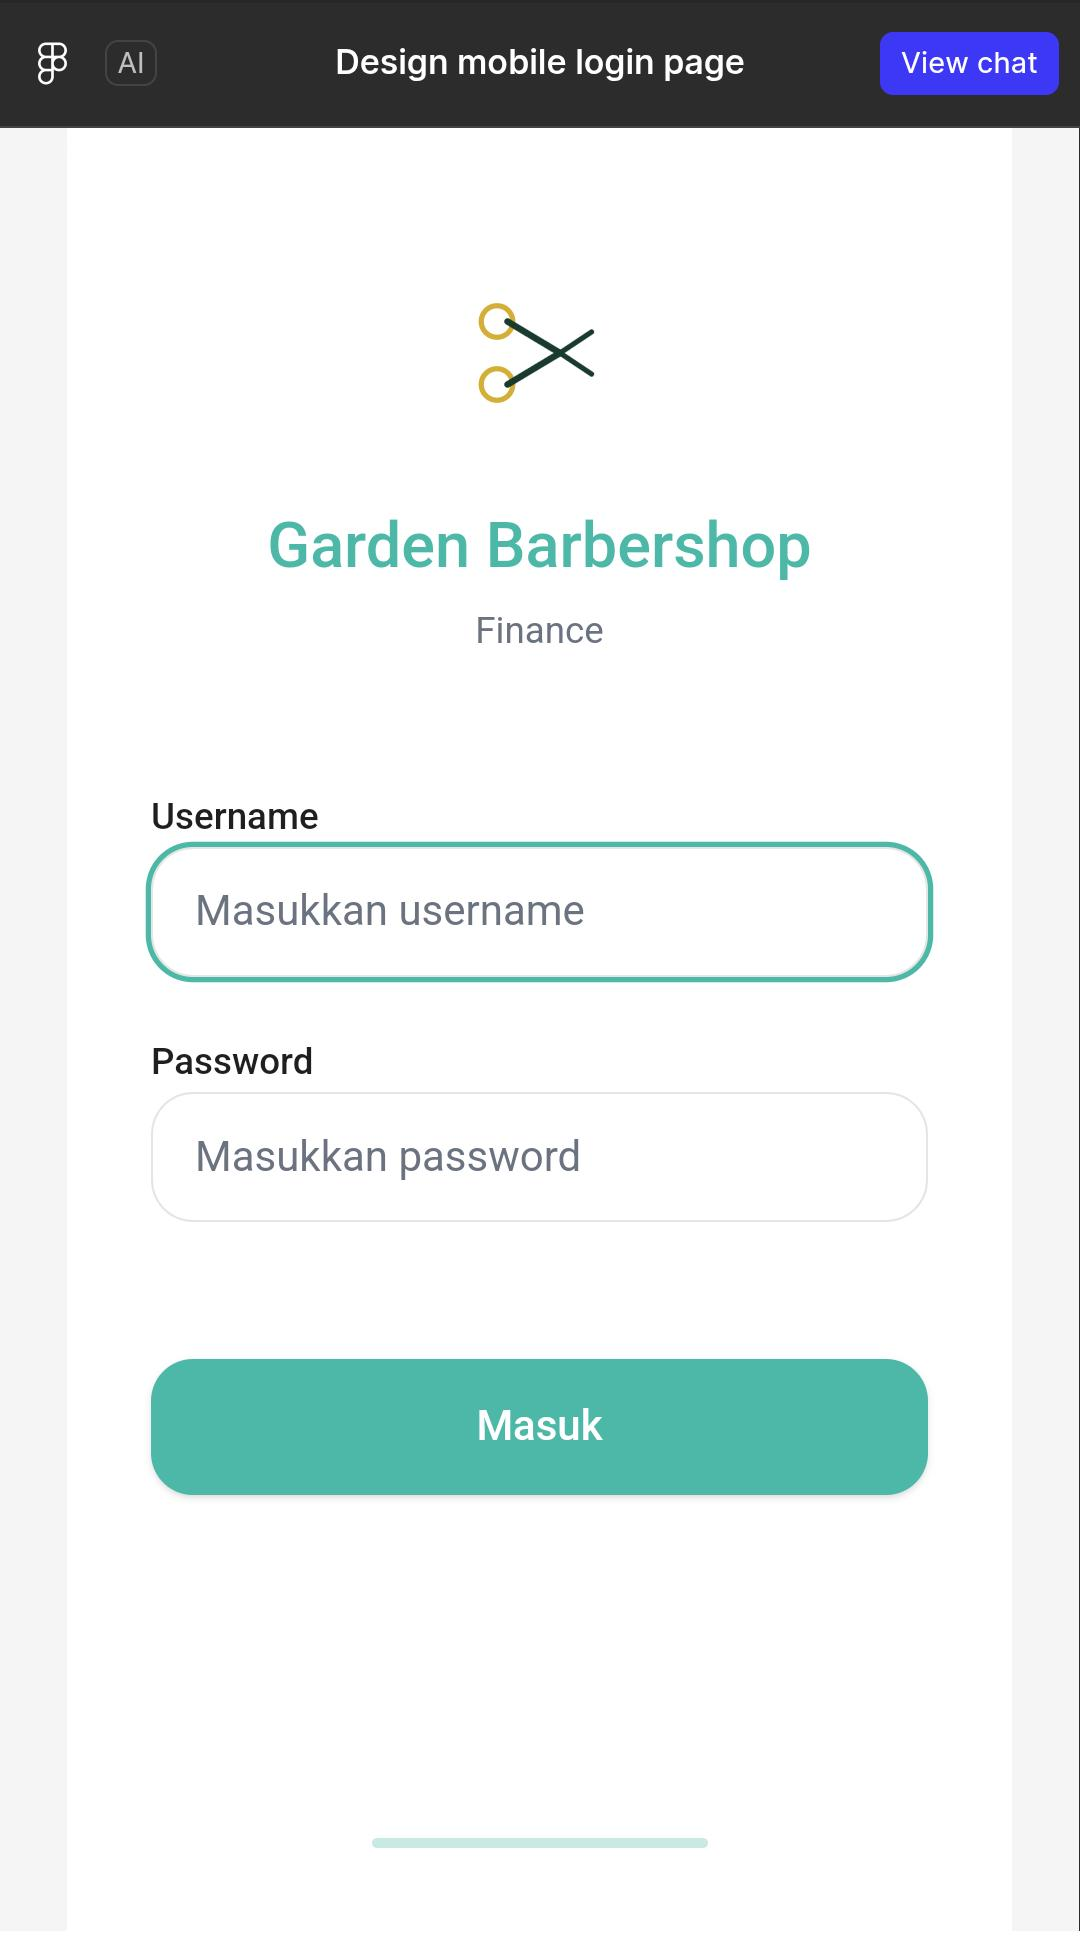 AI
Design mobile login page
View chat
Garden Barbershop
Finance
Username
Masukkan username
Password
Masukkan password
Masuk